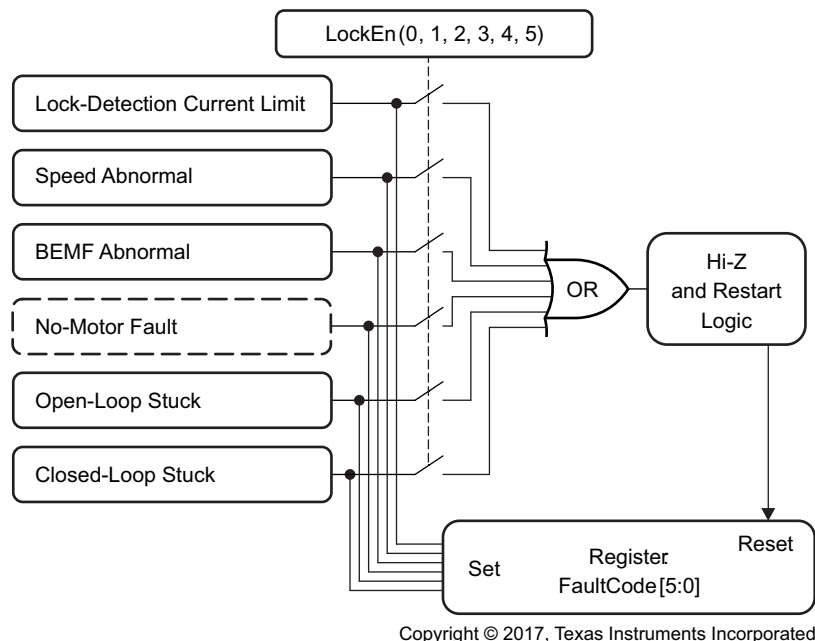 LockEn(0, 1, 2, 3, 4, 5)
Lock-Detection Current Limit
Speed Abnormal
BEMF Abnormal
No-Motor Fault
Open-Loop Stuck
Closed-Loop Stuck
OR
Hi-Z
and Restart
Logic
Reset
Set
Register
FaultCode[5:0]
Copyright © 2017, Texas Instruments Incorporated